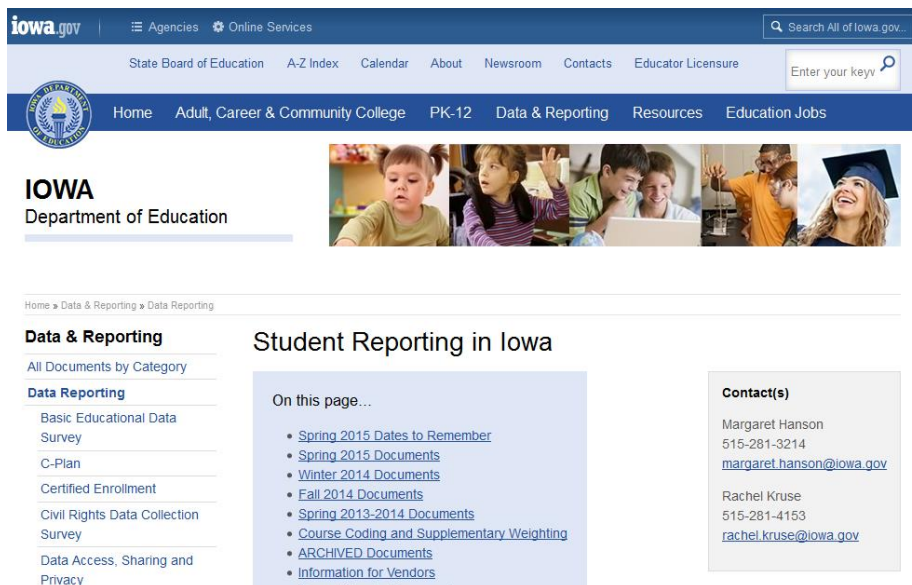 iowa.gov
Agencies
Online Services
Search All of Iowa.gov...
State Board of Education
A-Z Index
Calendar
About
Newsroom
Contacts
Educator Licensure
Enter your keyv
IOWA DEPARTMENT OF EDUCATION
Home
Adult, Career & Community College
PK-12
Data & Reporting
Resources
Education Jobs
IOWA
Department of Education
Home » Data & Reporting » Data Reporting
Data & Reporting
All Documents by Category
Data Reporting
Basic Educational Data
Survey
C-Plan
Certified Enrollment
Civil Rights Data Collection
Survey
Data Access, Sharing and
Privacy
Student Reporting in Iowa
On this page...
• Spring 2015 Dates to Remember
• Spring 2015 Documents
• Winter 2014 Documents
• Fall 2014 Documents
• Spring 2013-2014 Documents
• Course Coding and Supplementary Weighting
• ARCHIVED Documents
• Information for Vendors
Contact(s)
Margaret Hanson
515-281-3214
margaret.hanson@iowa.gov
Rachel Kruse
515-281-4153
rachel.kruse@iowa.gov